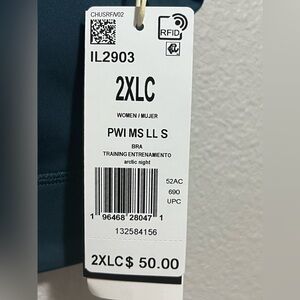 CHUSRFIV02
RFID
IL2903
2XLC
WOMEN / MUJER
PWI MS LL S
BRA
TRAINING/ENTRENAMIENTO
arctic night
52AC
690
UPC
1 96468 28047 1
132584156
2XLC $ 50.00